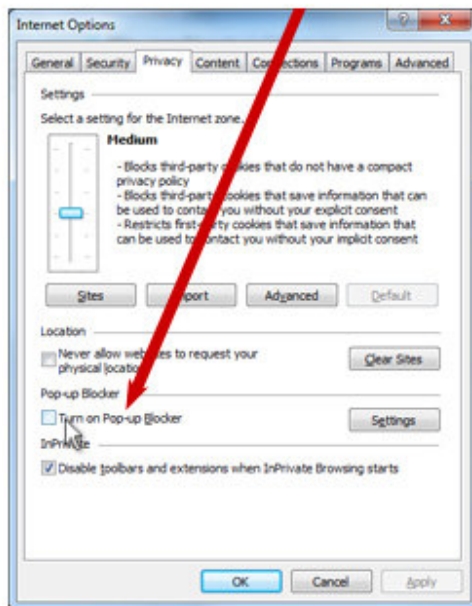 Internet Options
General Security Privacy Content Connections Programs Advanced
Settings
Select a setting for the Internet zone.
Medium
- Blocks third-party cookies that do not have a compact
privacy policy
- Blocks third-party cookies that save information that can
be used to contact you without your explicit consent
- Restricts first-party cookies that save information that
can be used to contact you without your implicit consent
Sites Import Advanced Default
Location
Never allow websites to request your
physical location
Clear Sites
Pop-up Blocker
Turn on Pop-up Blocker
Settings
InPrivate
Disable toolbars and extensions when InPrivate Browsing starts
OK Cancel Apply